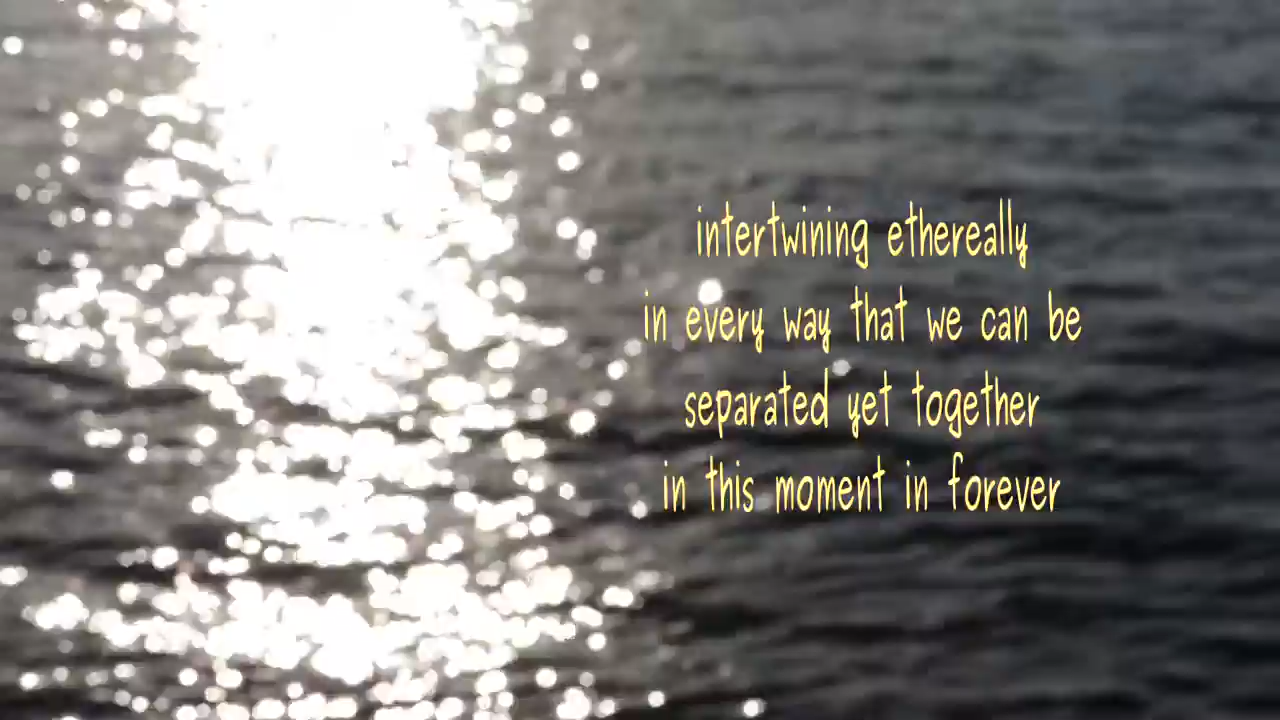 intertwining ethereally
in every way that we can be
separated yet together
in this moment in forever